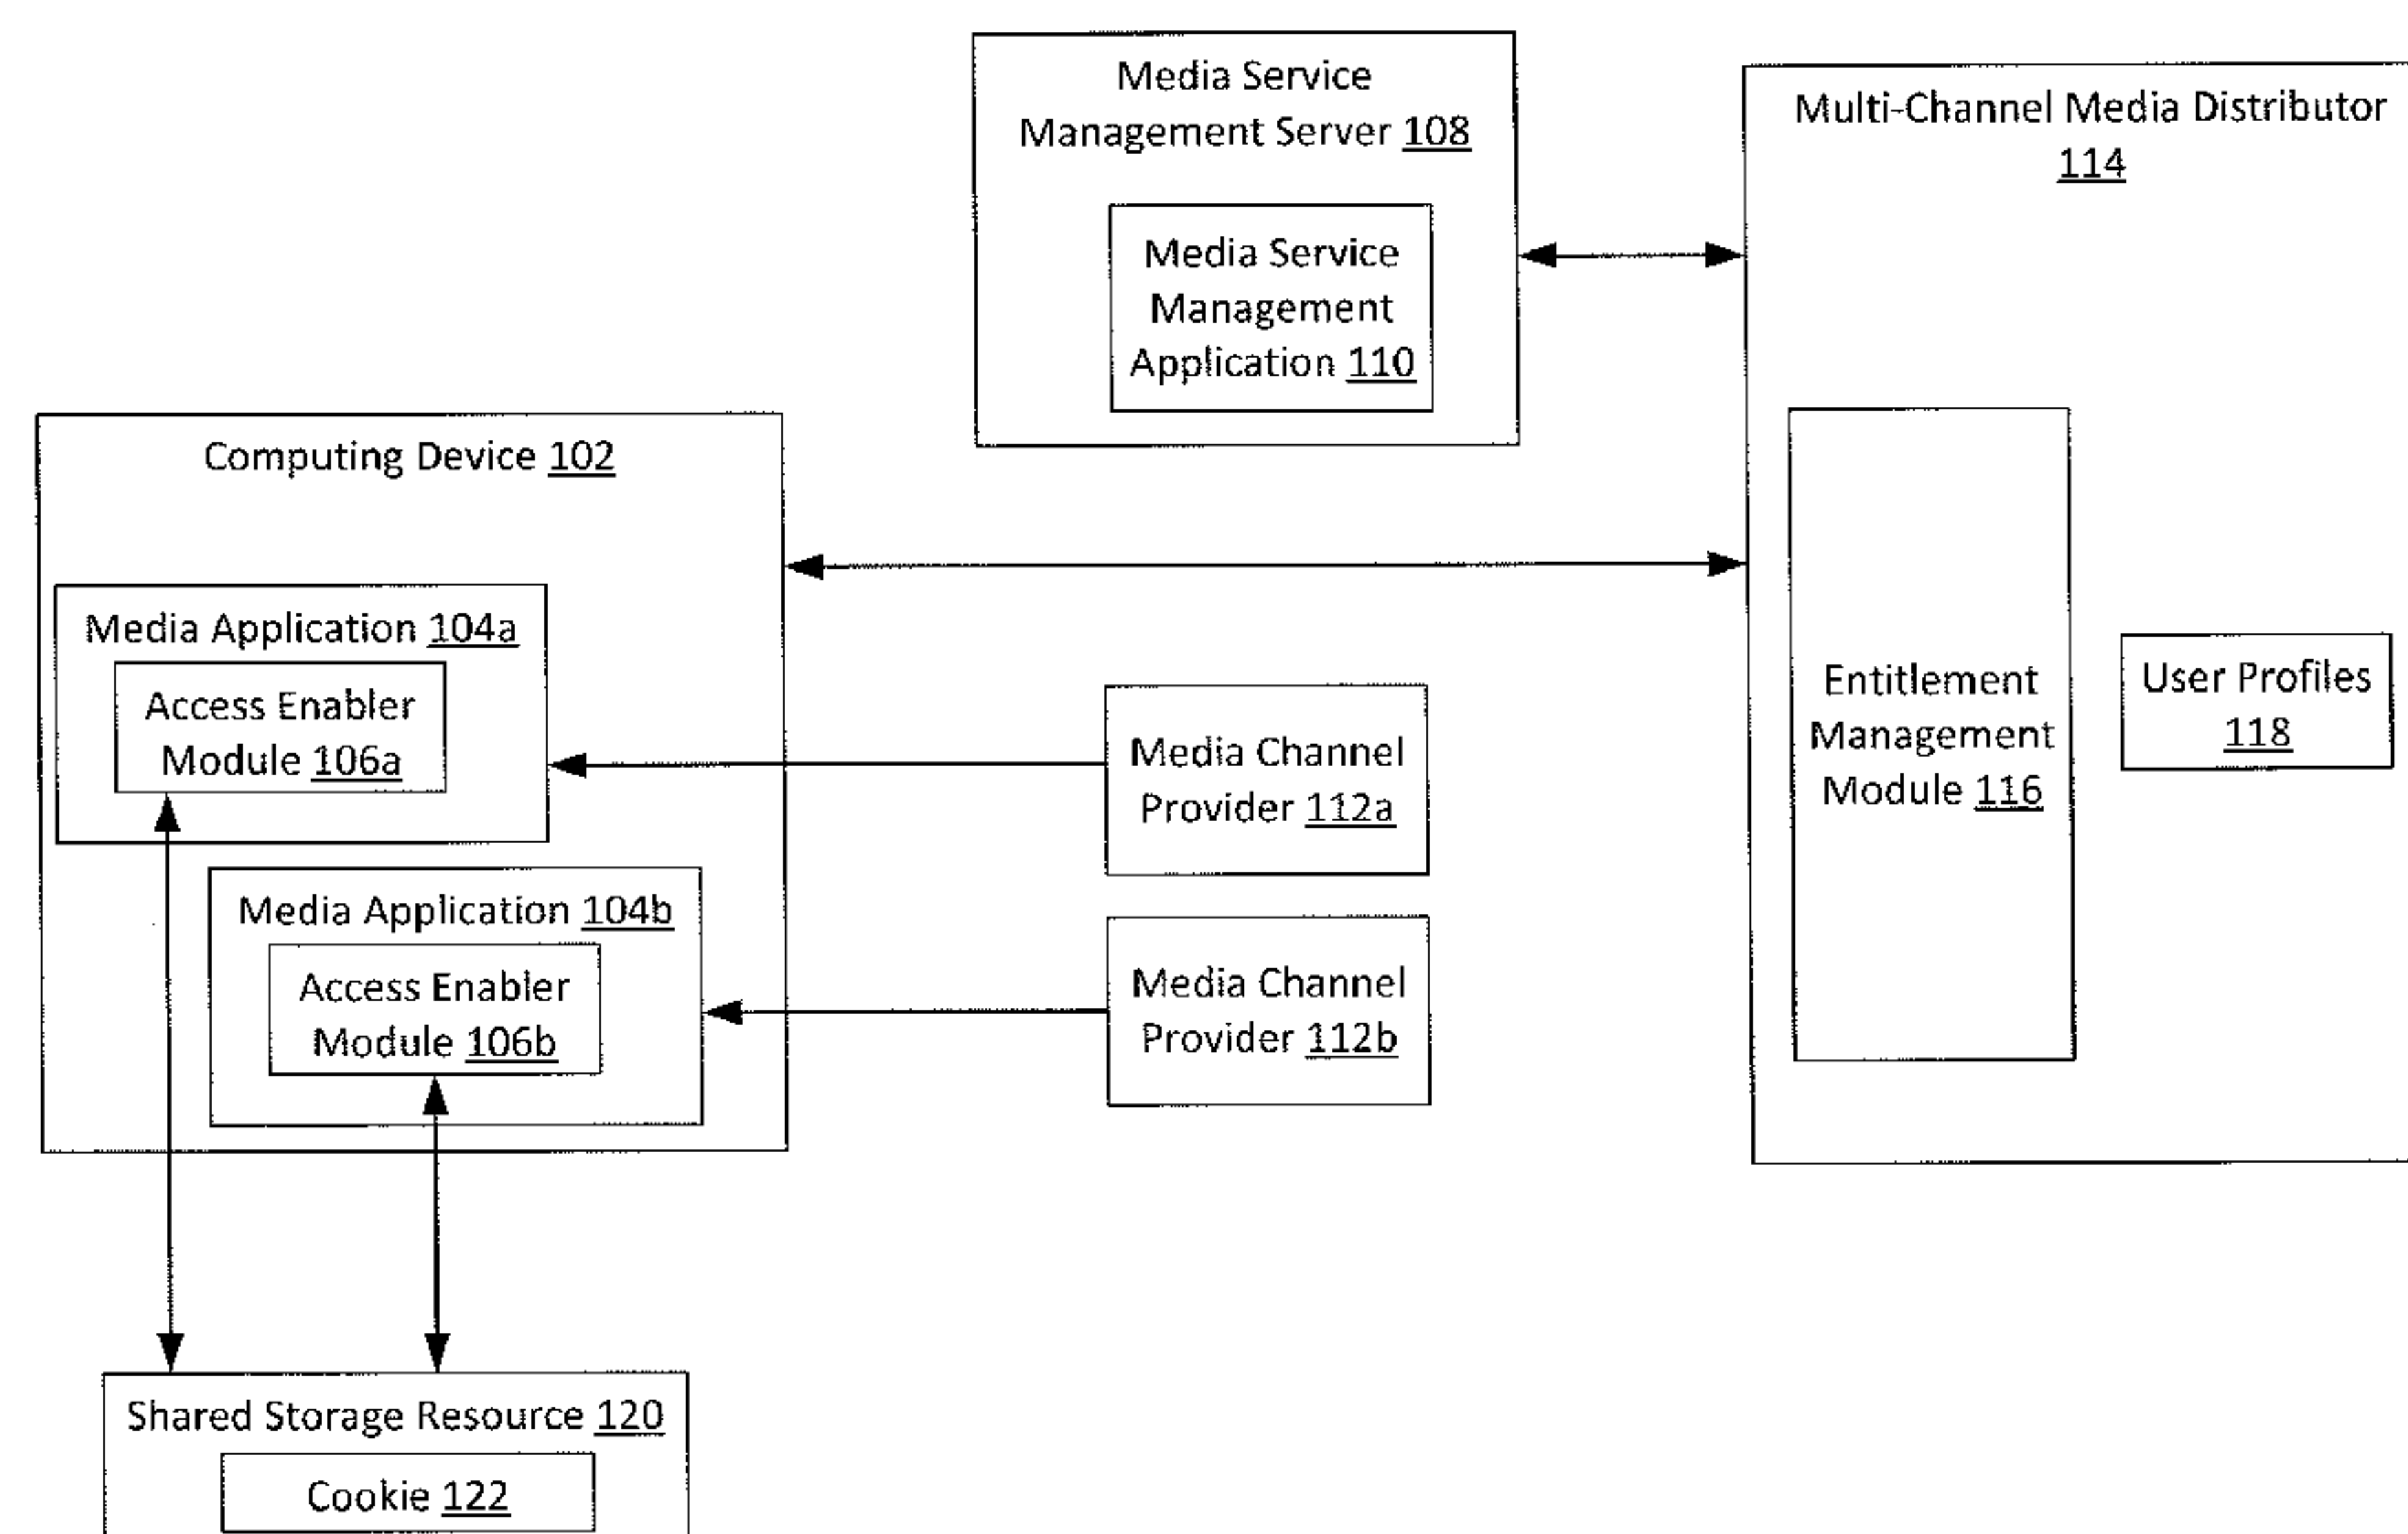 Media Service
Management Server 108
Media Service
Management
Application 110
Multi-Channel Media Distributor
114
Entitlement
Management
Module 116
User Profiles
118
Computing Device 102
Media Application 104a
Access Enabler
Module 106a
Media Application 104b
Access Enabler
Module 106b
Media Channel
Provider 112a
Media Channel
Provider 112b
Shared Storage Resource 120
Cookie 122